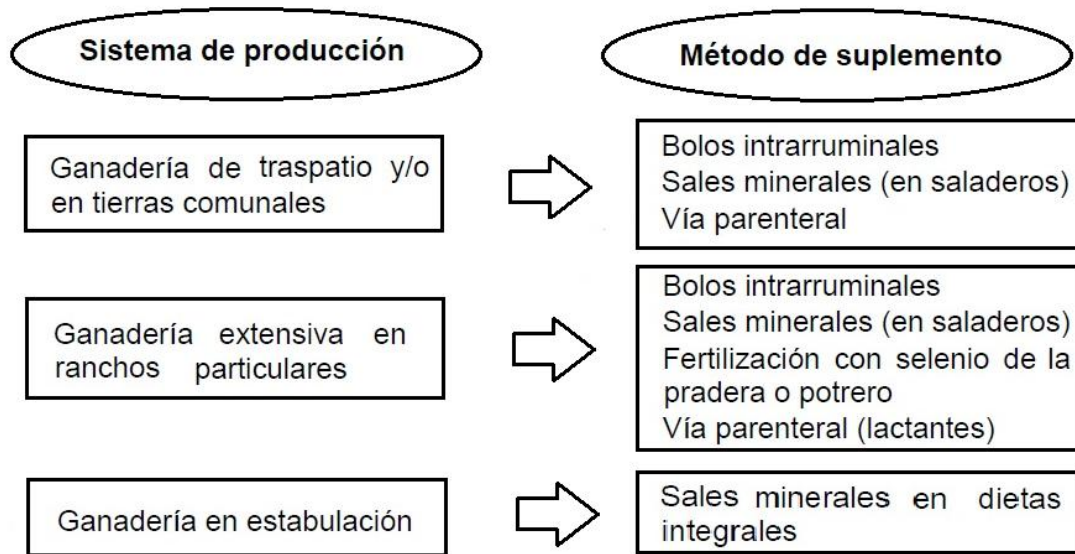 Sistema de producción
Método de suplemento
Ganadería de traspatio y/o
en tierras comunales
Bolos intrarruminales
Sales minerales (en saladeros)
Vía parenteral
Ganadería extensiva en
ranchos particulares
Bolos intrarruminales
Sales minerales (en saladeros)
Fertilización con selenio de la
pradera o potrero
Vía parenteral (lactantes)
Ganadería en estabulación
Sales minerales en dietas
integrales